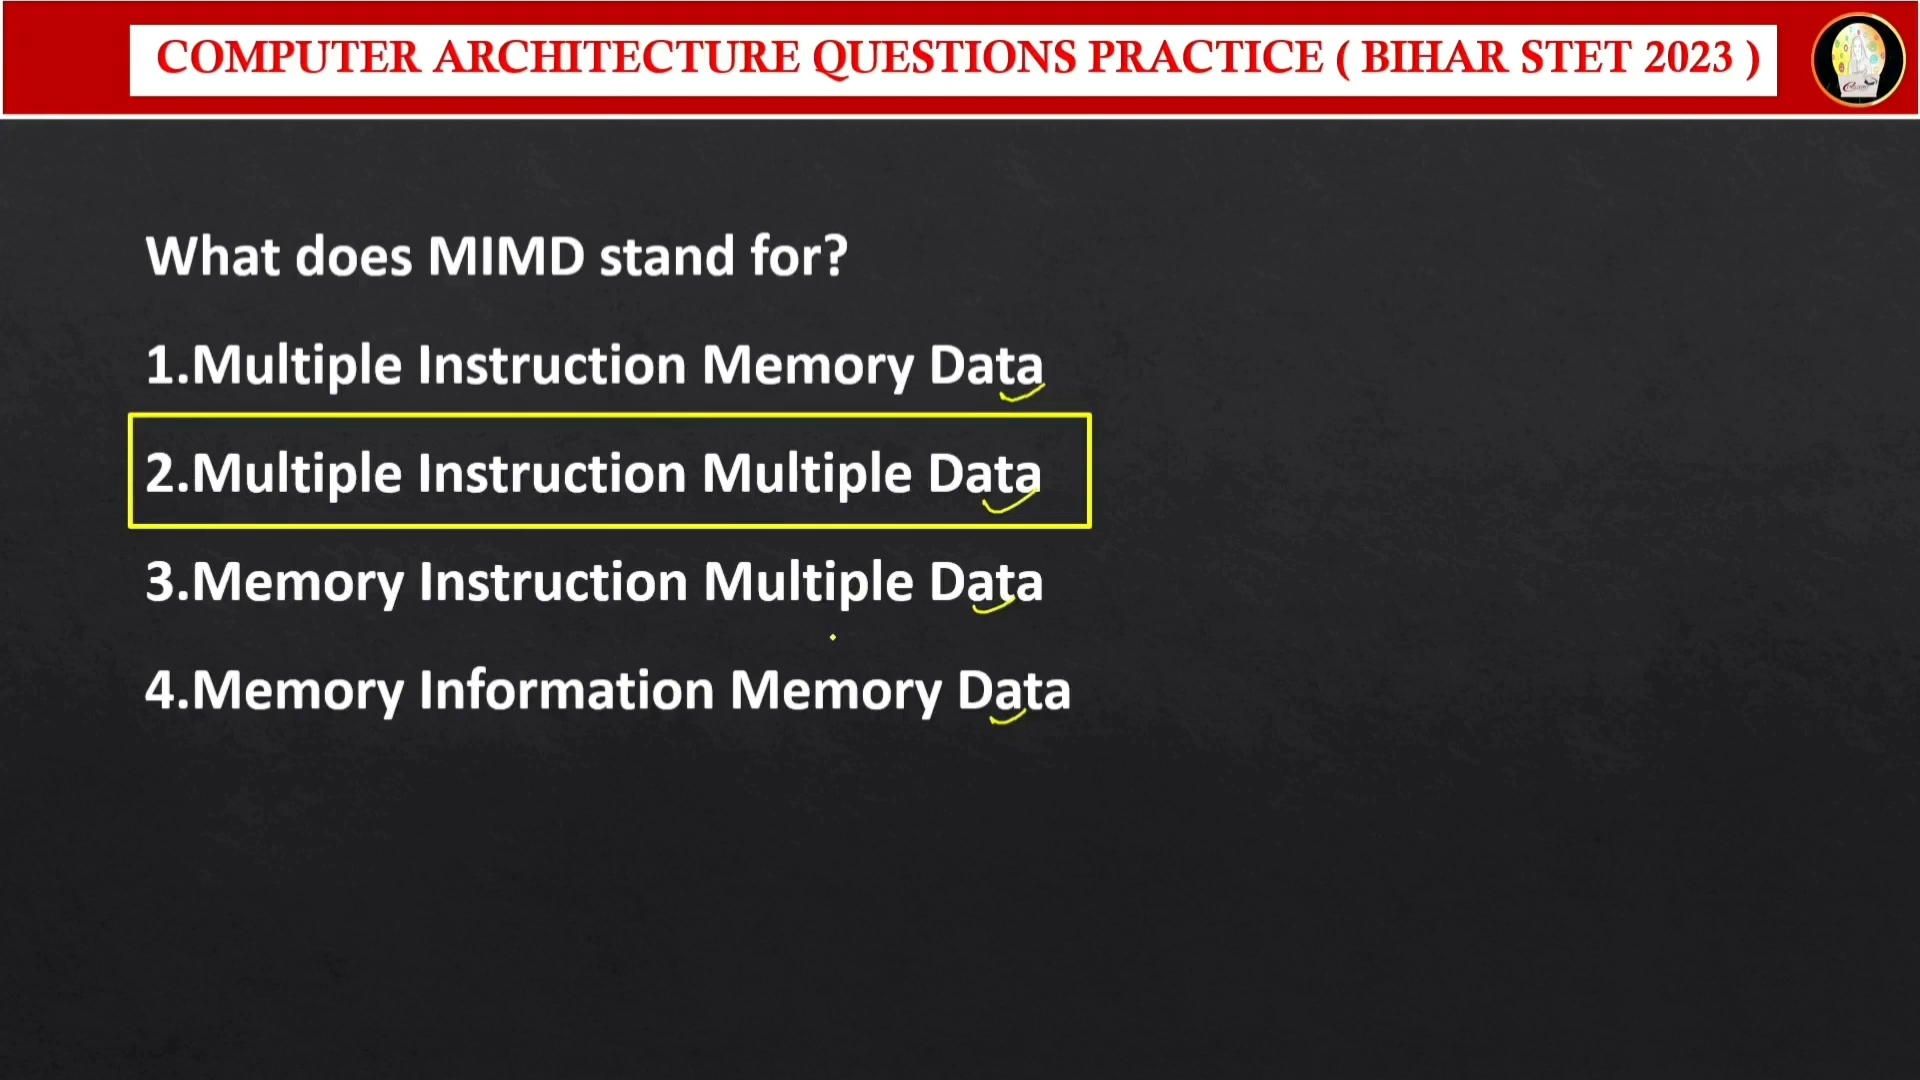 COMPUTER ARCHITECTURE QUESTIONS PRACTICE ( BIHAR STET 2023 )
What does MIMD stand for?
1.Multiple Instruction Memory Data
2.Multiple Instruction Multiple Data
3.Memory Instruction Multiple Data
4.Memory Information Memory Data